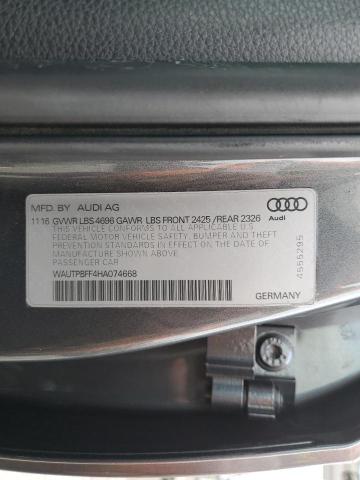 MFD. BY AUDI AG
Audi
11 16 GVWR LBS 4696 GAWR LBS FRONT 2425 /REAR 2326
THIS VEHICLE CONFORMS TO ALL APPLICABLE U.S
FEDERAL MOTOR VEHICLE SAFETY, BUMPER AND THEFT
PREVENTION STANDARDS IN EFFECT ON THE DATE OF
MANUFACTURE SHOWN ABOVE.
WAUTPBFF4HA074668
PASSENGER CAR
GERMANY
4555295